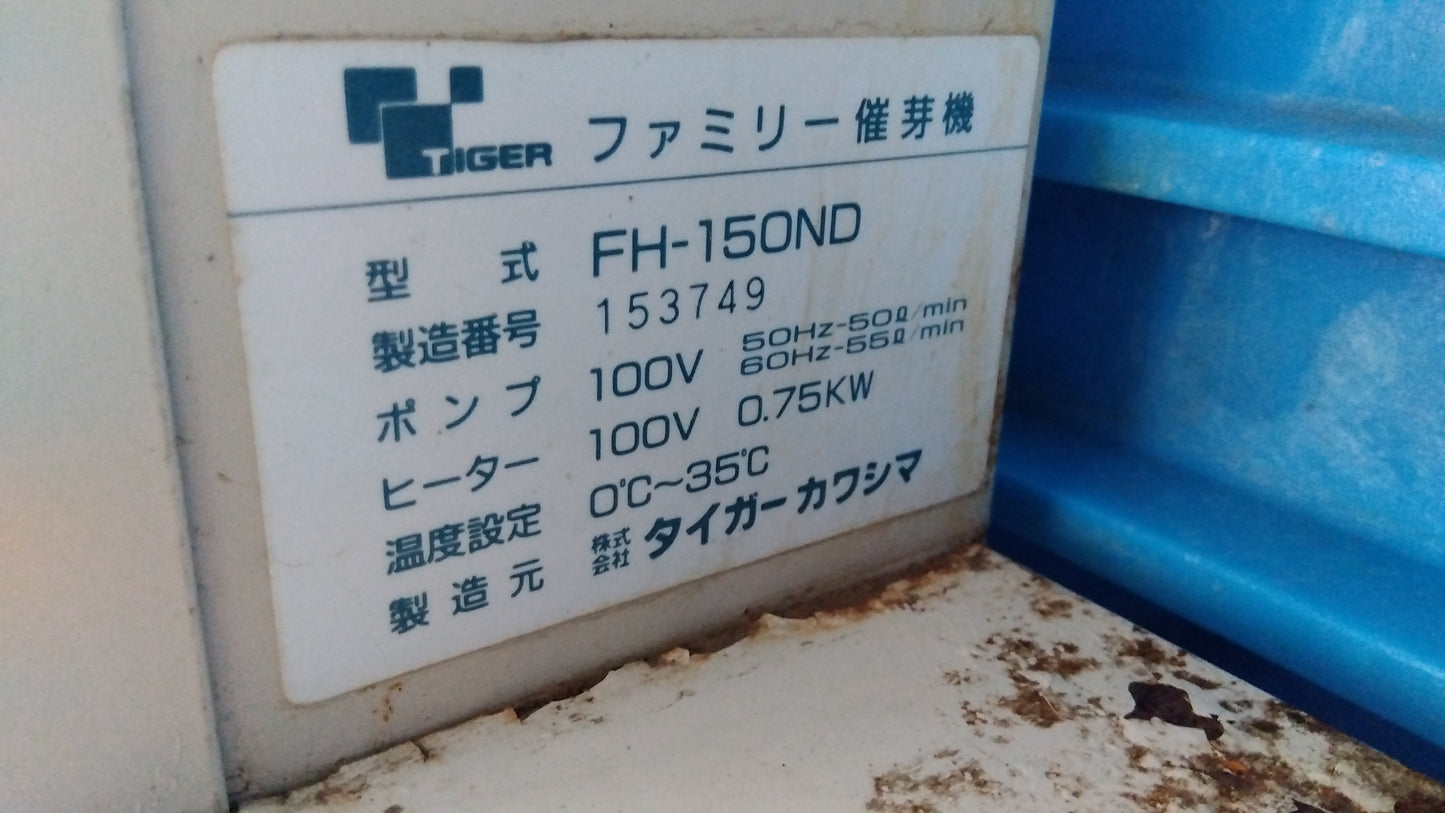 TIGER ファミリー催芽機
型式 FH-150ND
製造番号 153749
ポンプ 100V 50Hz-50ℓ/min
60Hz-55ℓ/min
ヒーター 100V 0.75KW
温度設定 0℃～35℃
製造元 株式会社 タイガーカワシマ